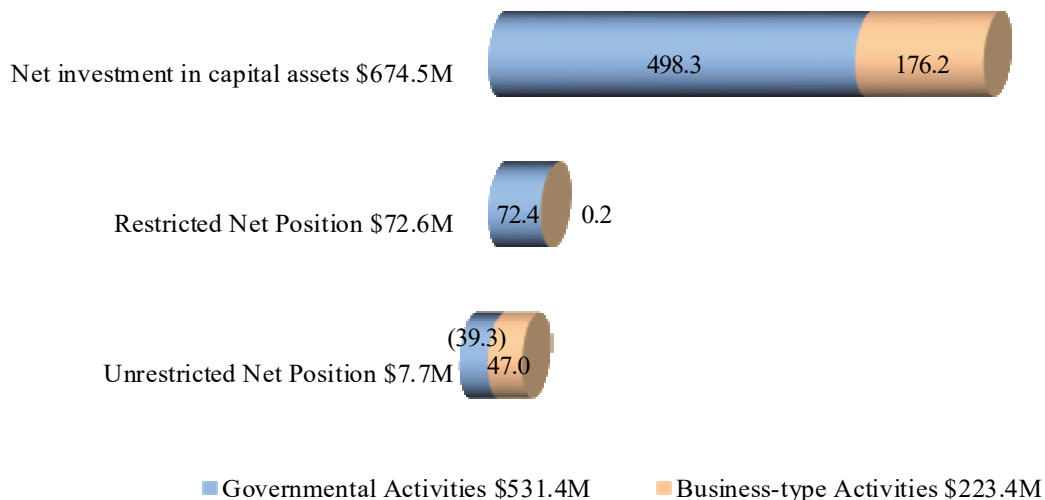 Net investment in capital assets $674.5M
498.3
176.2
Restricted Net Position $72.6M
72.4
0.2
Unrestricted Net Position $7.7M
(39.3)
47.0
Governmental Activities $531.4M
Business-type Activities $223.4M